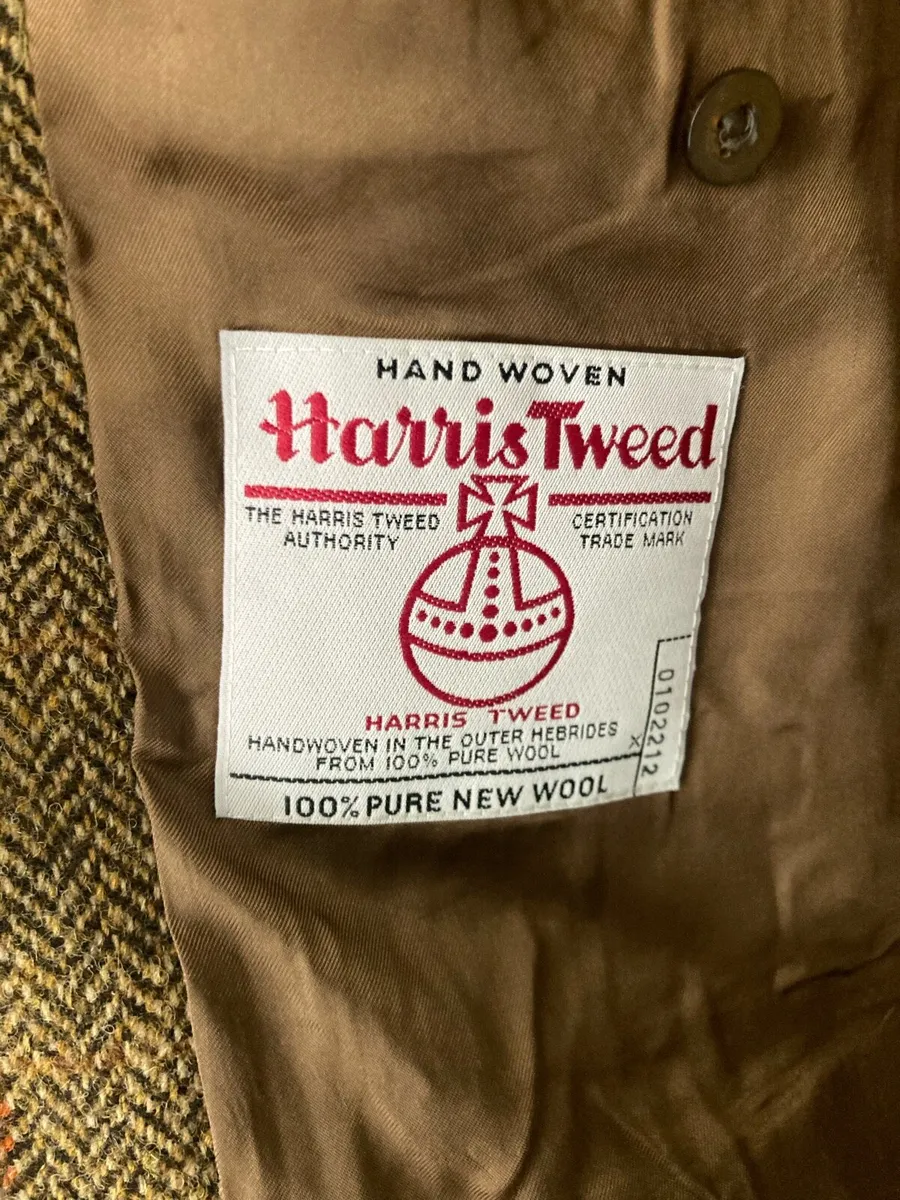 HAND WOVEN
Harris Tweed
THE HARRIS TWEED
AUTHORITY
CERTIFICATION
TRADE MARK
HARRIS TWEED
HANDWOVEN IN THE OUTER HEBRIDES
FROM 100% PURE WOOL
X
0102212
100% PURE NEW WOOL